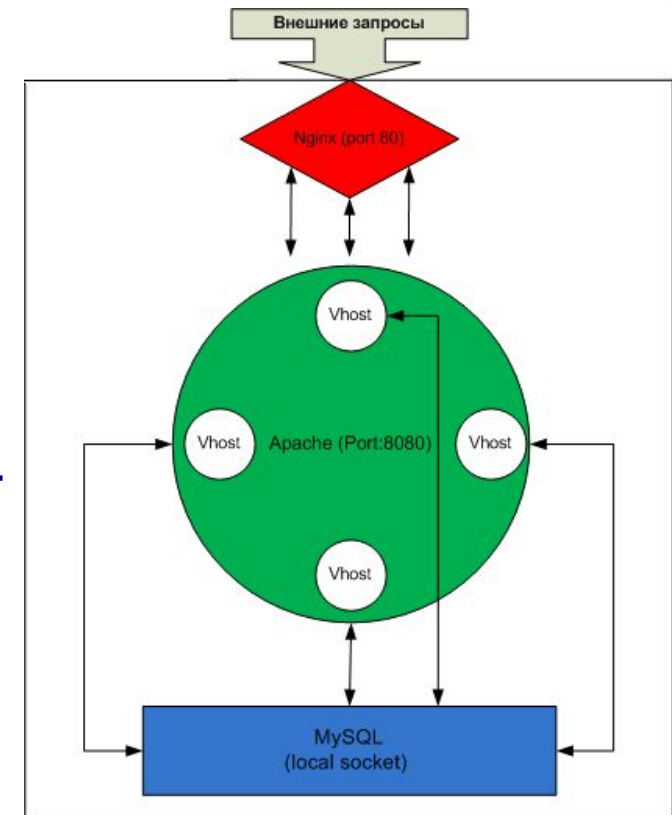 Внешние запросы
Nginx (port 80)
Vhost
Vhost
Apache (Port:8080)
Vhost
Vhost
MySQL
(local socket)